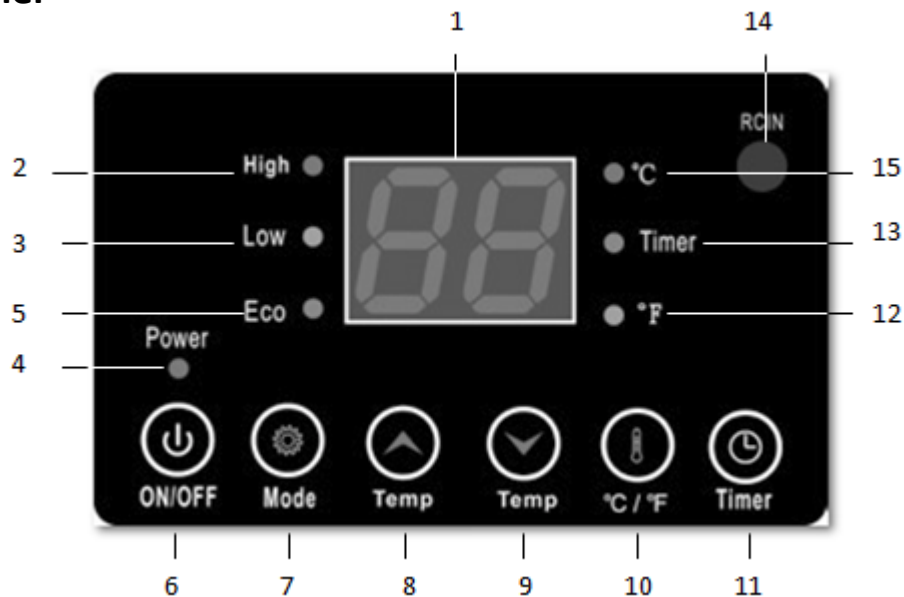 1 14
RCIN
2 High °C 15
3 Low 88 Timer 13
5 Eco °F 12
Power
4
ON/OFF Mode Temp Temp °C / °F Timer
6 7 8 9 10 11